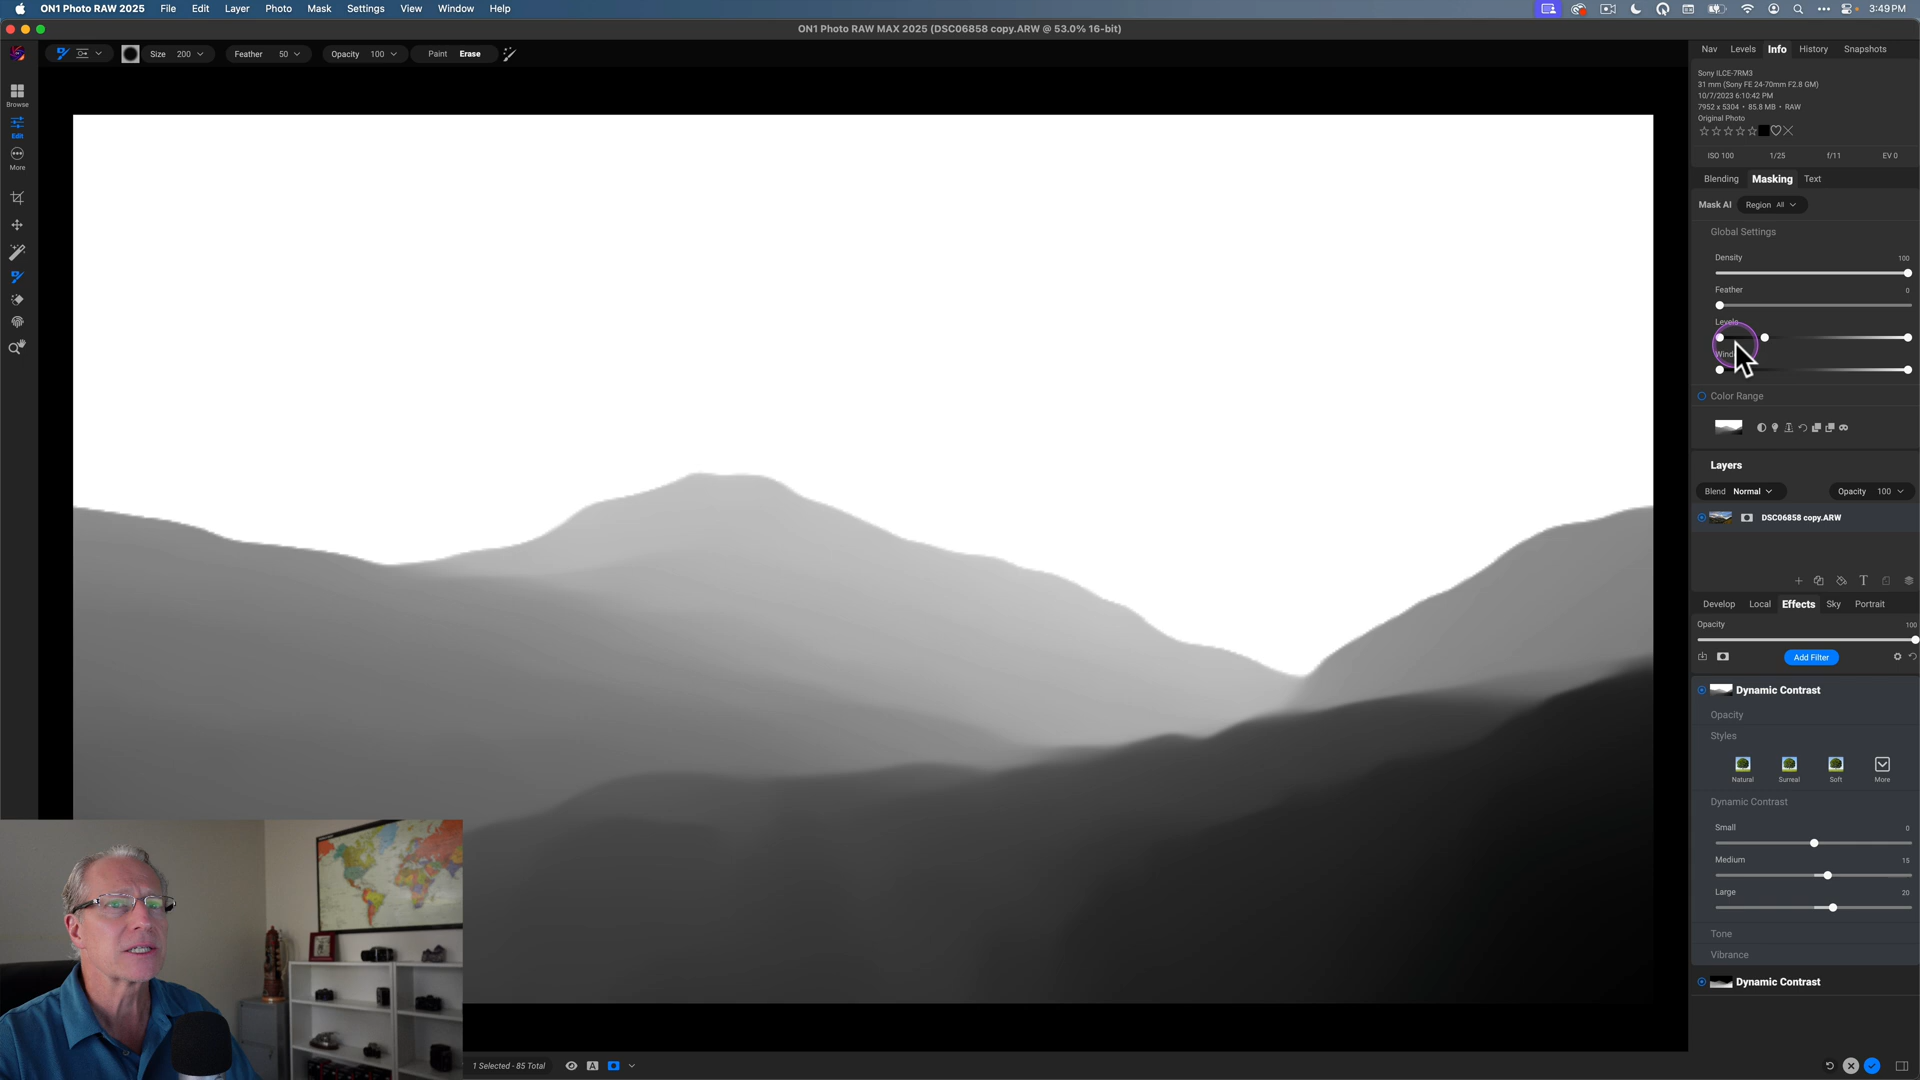 ON1 Photo RAW 2025 File Edit Layer Photo Mask Settings View Window Help 3:49 PM
ON1 Photo RAW MAX 2025 (DSC06858 copy.ARW @ 53.0% 16-bit)
Size 200 Feather 50 Opacity 100 Paint Erase
Browse
Edit
More
Nav Levels Info History Snapshots
Sony ILCE-7RM3
31 mm (Sony FE 24-70mm F2.8 GM)
10/7/2023 6:10:42 PM
7952 x 5304 • 85.8 MB • RAW
Original Photo
ISO 100 1/25 f/11 EV 0
Blending Masking Text
Mask AI Region All
Global Settings
Density 100
Feather 0
Levels
Color Range
Layers
Blend Normal Opacity 100
DSC06858 copy.ARW
Develop Local Effects Sky Portrait
Opacity 100
Add Filter
Dynamic Contrast
Opacity
Styles
Natural Surreal Soft More
Dynamic Contrast
Small 0
Medium 15
Large 20
Tone
Vibrance
Dynamic Contrast
1 Selected - 85 Total A